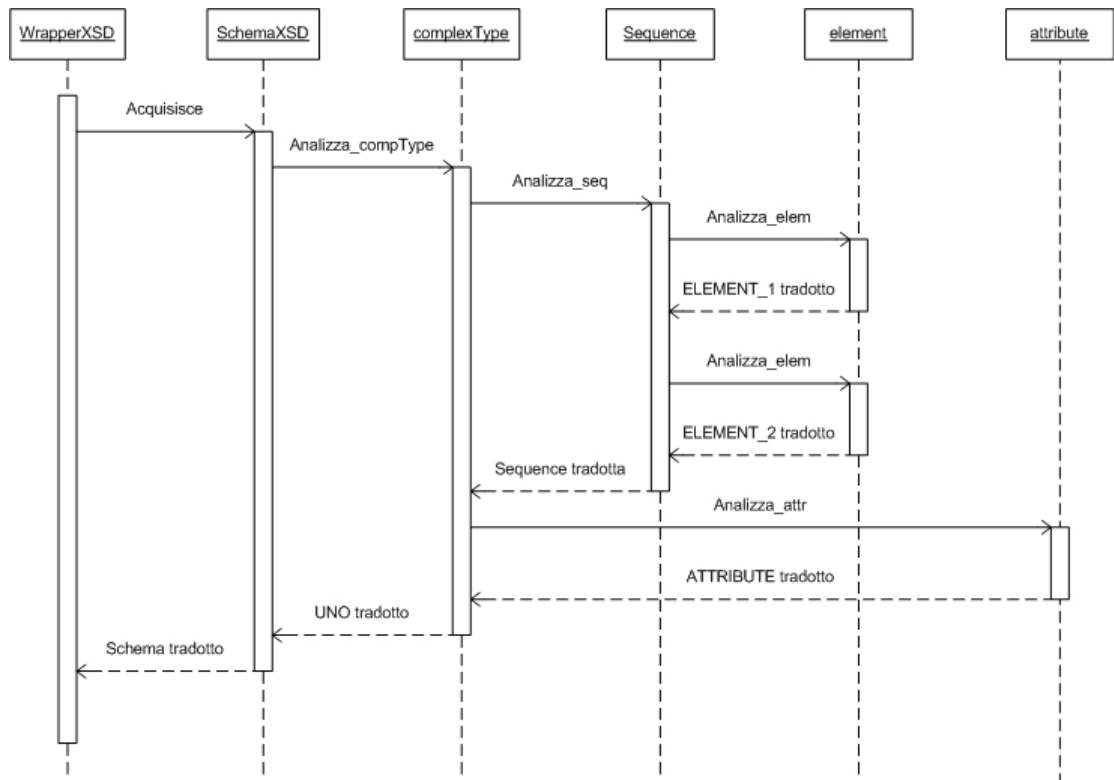 WrapperXSD
SchemaXSD
complexType
Sequence
element
attribute
Acquisisce
Analizza_compType
Analizza_seq
Analizza_elem
ELEMENT_1 tradotto
Analizza_elem
ELEMENT_2 tradotto
Sequence tradotta
Analizza_attr
ATTRIBUTE tradotto
UNO tradotto
Schema tradotto